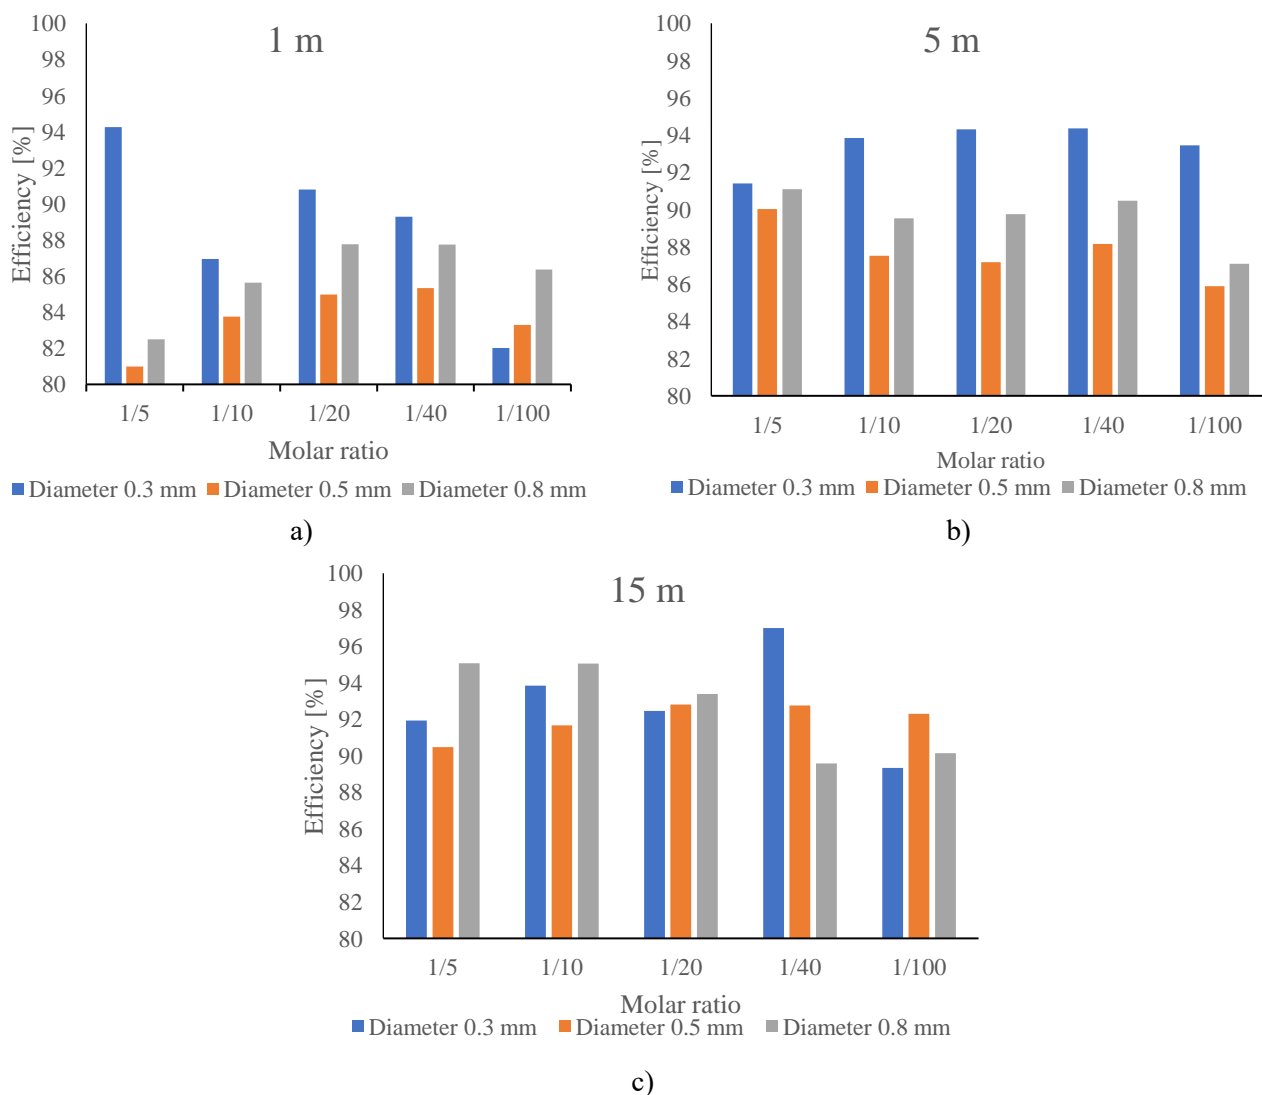 1 m
Efficiency [%]
100
98
96
94
92
90
88
86
84
82
80
1/5 1/10 1/20 1/40 1/100
Molar ratio
Diameter 0.3 mm Diameter 0.5 mm Diameter 0.8 mm
a)
5 m
Efficiency [%]
100
98
96
94
92
90
88
86
84
82
80
1/5 1/10 1/20 1/40 1/100
Molar ratio
Diameter 0.3 mm Diameter 0.5 mm Diameter 0.8 mm
b)
15 m
Efficiency [%]
100
98
96
94
92
90
88
86
84
82
80
1/5 1/10 1/20 1/40 1/100
Molar ratio
Diameter 0.3 mm Diameter 0.5 mm Diameter 0.8 mm
c)